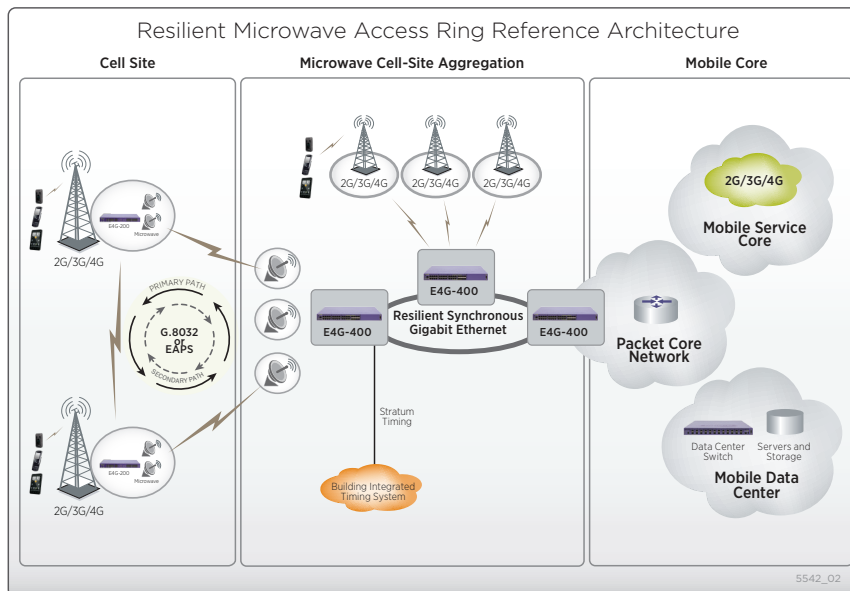 Resilient Microwave Access Ring Reference Architecture
Cell Site
Microwave Cell-Site Aggregation
Mobile Core
E4G-200
Microwave
2G/3G/4G
PRIMARY PATH
G.8032
or
EAPS
SECONDARY PATH
E4G-200
Microwave
2G/3G/4G
2G/3G/4G
2G/3G/4G
2G/3G/4G
E4G-400
E4G-400
Resilient Synchronous
Gigabit Ethernet
E4G-400
Stratum
Timing
Building Integrated
Timing System
2G/3G/4G
Mobile Service
Core
Packet Core
Network
Data Center
Switch
Servers and
Storage
Mobile Data
Center
5542_02